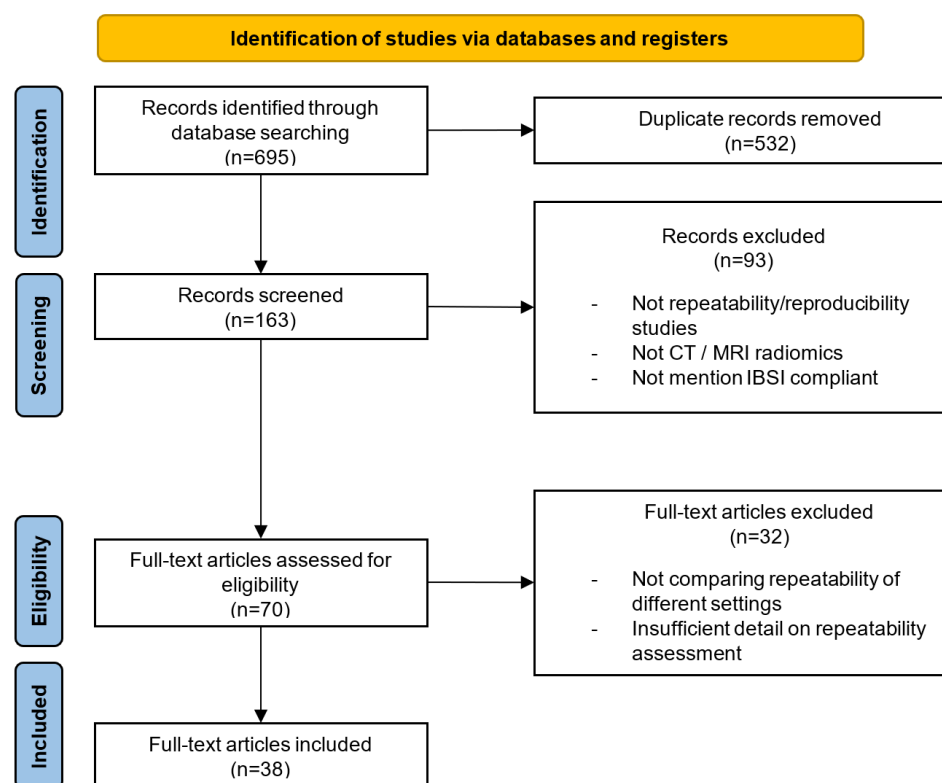 Identification of studies via databases and registers
Identification
Records identified through
database searching
(n=695)
Duplicate records removed
(n=532)
Screening
Records screened
(n=163)
Records excluded
(n=93)
- Not repeatability/reproducibility
studies
- Not CT / MRI radiomics
- Not mention IBSI compliant
Eligibility
Full-text articles assessed for
eligibility
(n=70)
Full-text articles excluded
(n=32)
- Not comparing repeatability of
different settings
- Insufficient detail on repeatability
assessment
Included
Full-text articles included
(n=38)